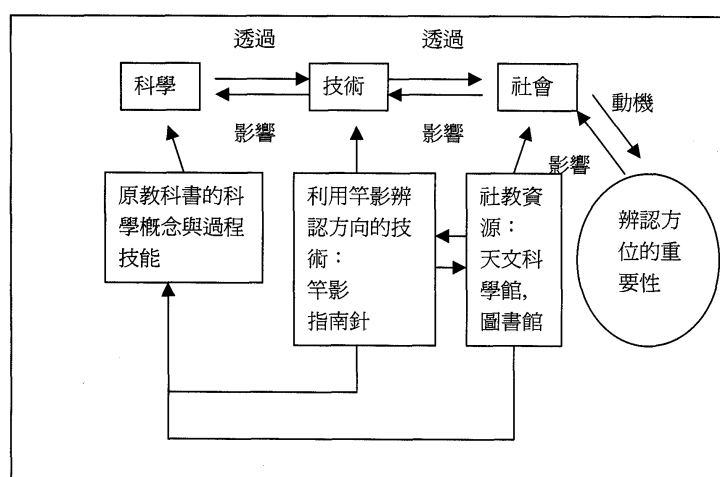 透過
透過
科學
技術
社會
動機
影響
影響
影響
原教科書的科
學概念與過程
技能
利用竿影辨
認方向的技
術：
竿影
指南針
社教資
源：
天文科
學館,
圖書館
辨認方
位的重
要性